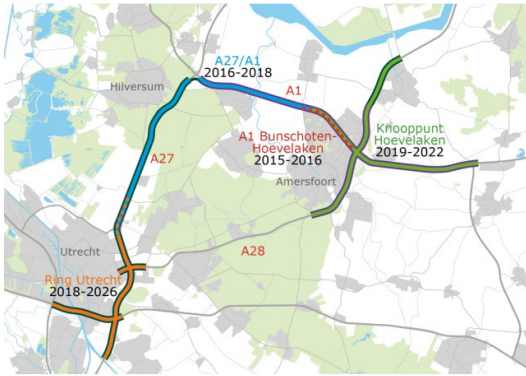 A27/A1
2016-2018
Hilversum
A1
A1 Bunschoten-
Hoevelaken
2015-2016
Knooppunt
Hoevelaken
2019-2022
A27
Amersfoort
Utrecht
A28
Ring Utrecht
2018-2026